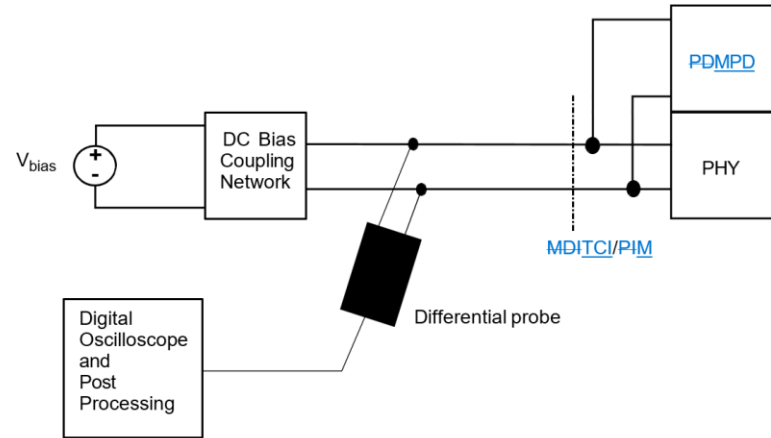 PDMPD
V bias
+
-
DC Bias
Coupling
Network
PHY
MDITCI/PIM
Differential probe
Digital
Oscilloscope
and
Post
Processing